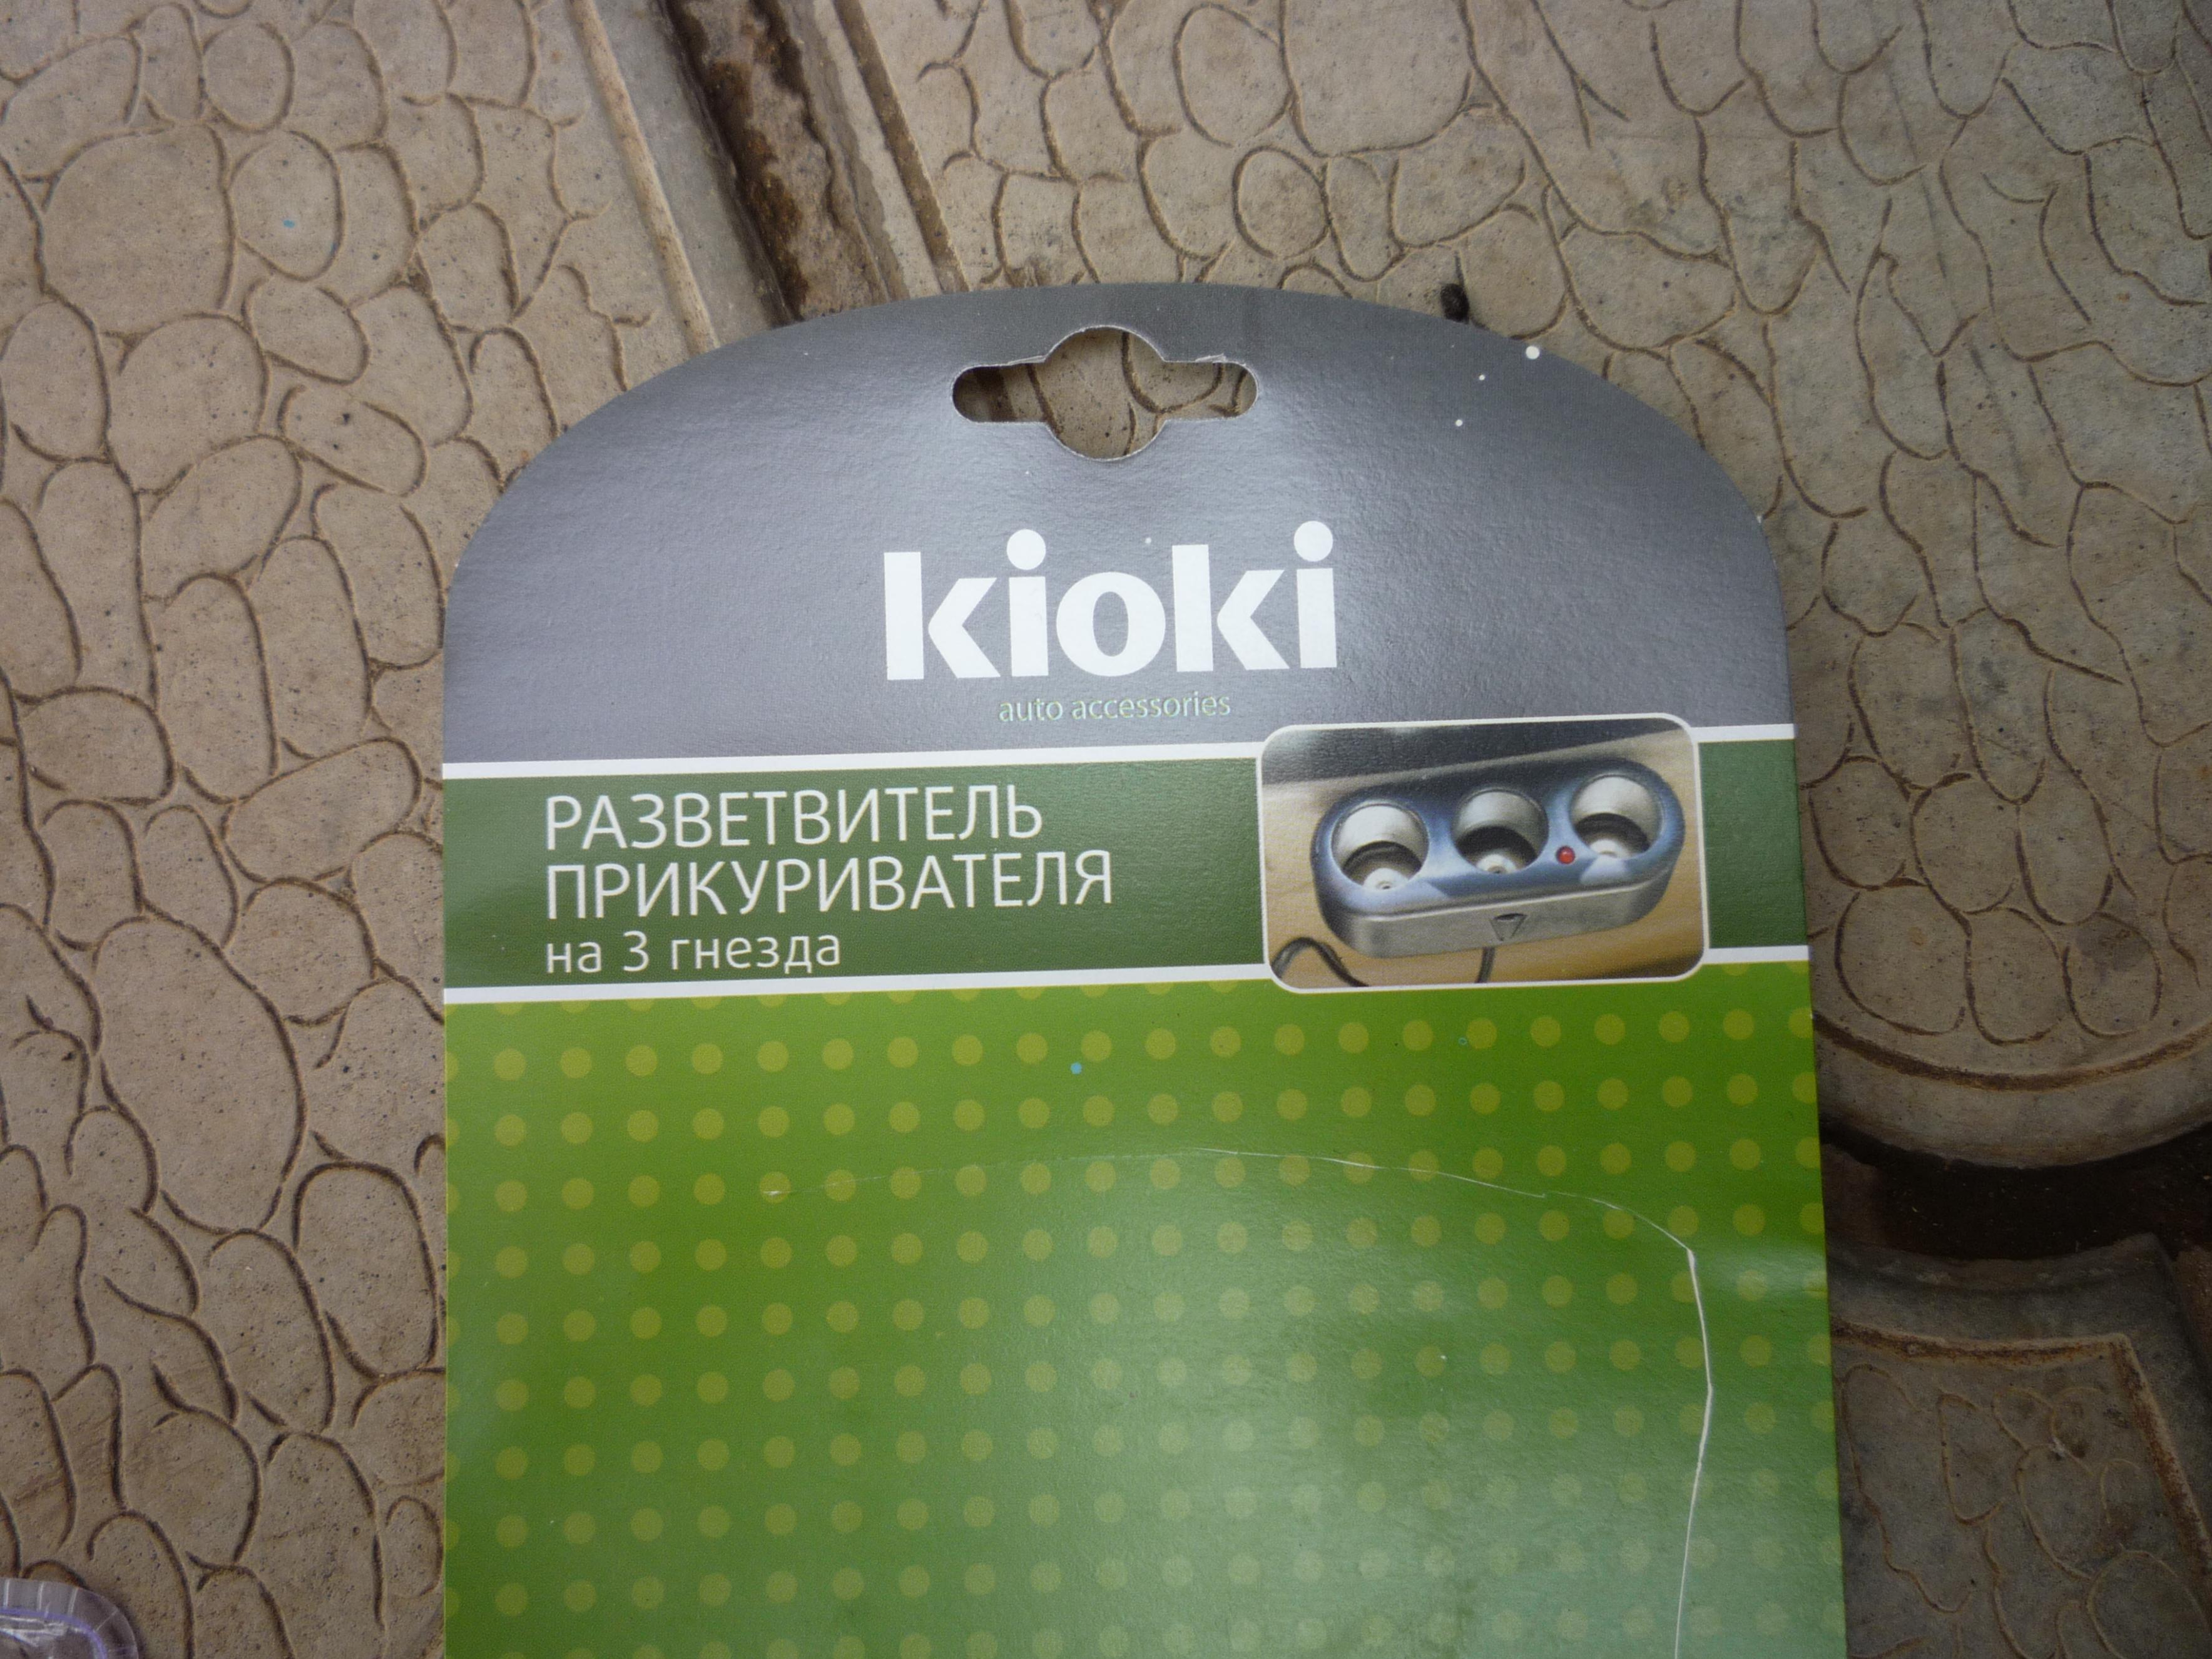 kioki
auto accessories
РАЗВЕТВИТЕЛЬ
ПРИКУРИВАТЕЛЯ
на 3 гнезда